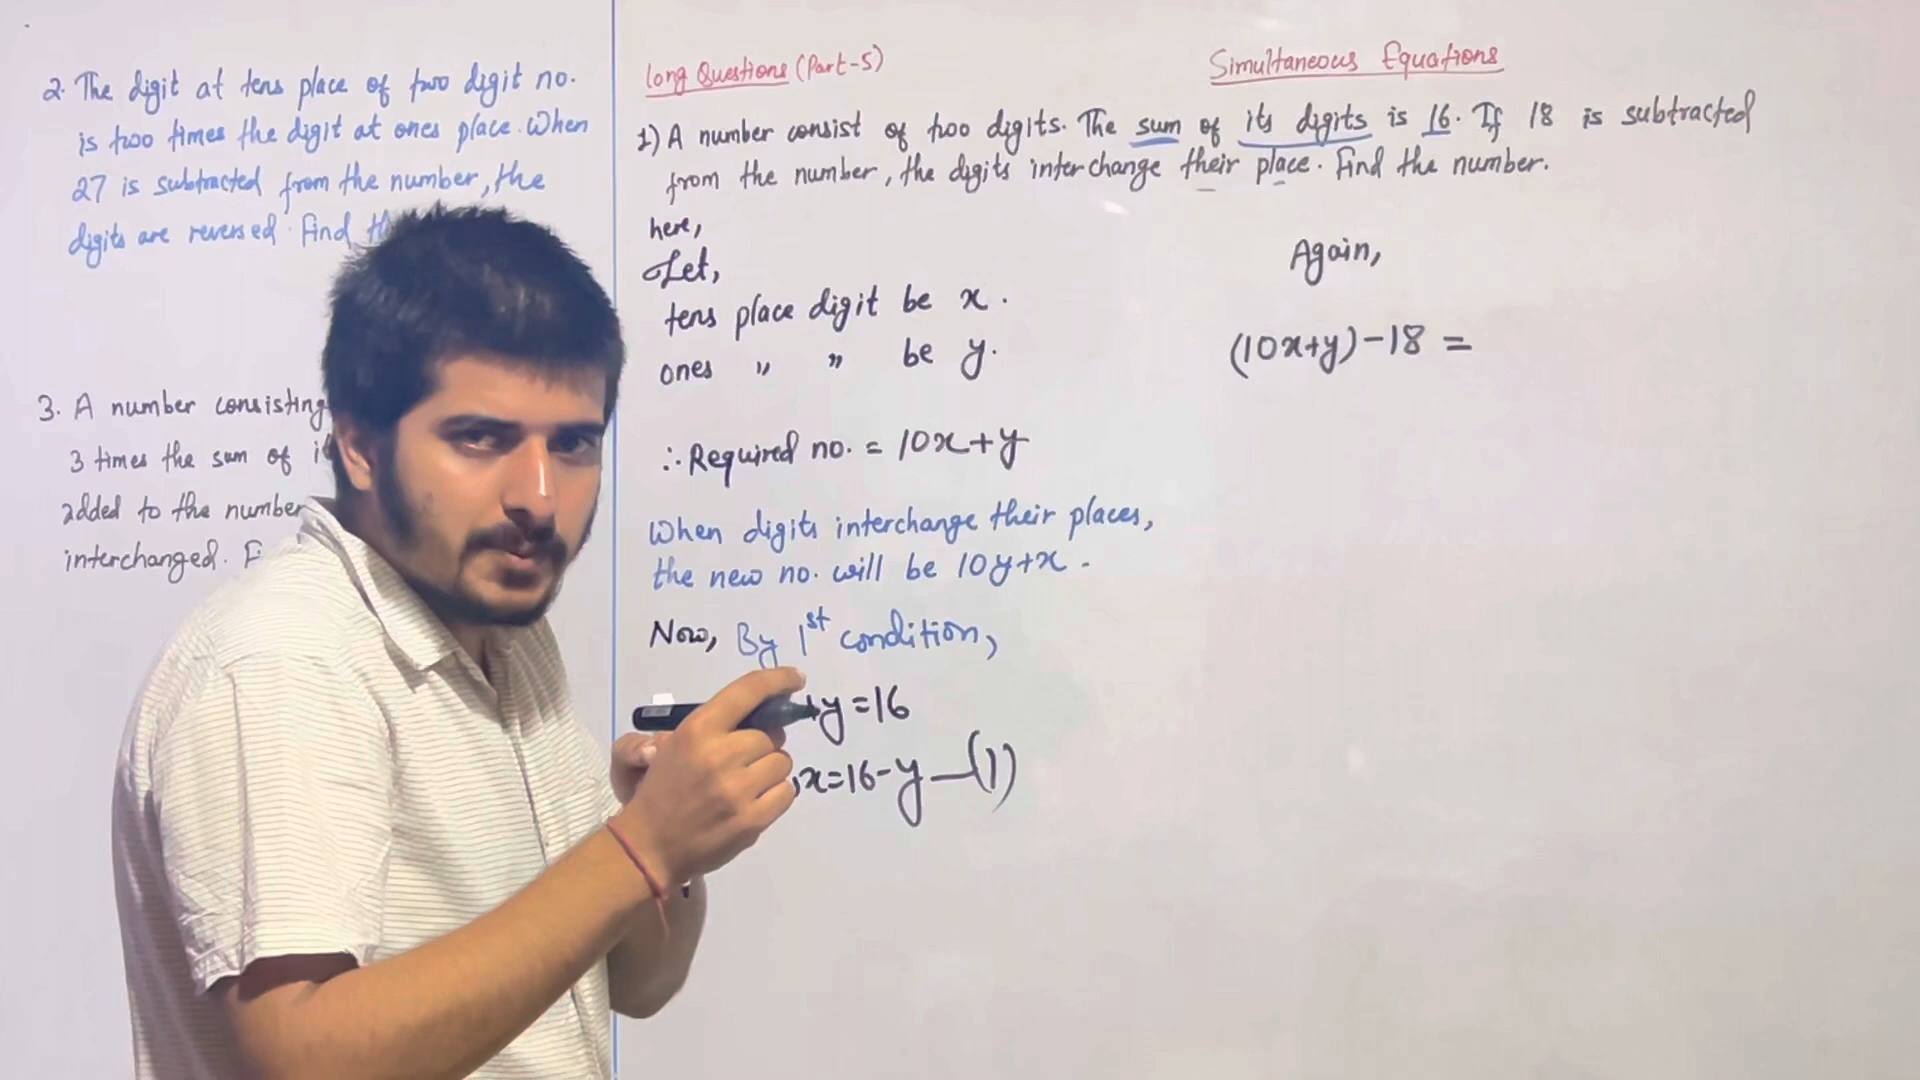 2. The digit at tens place of two digit no.
is two times the digit at ones place. When
27 is subtracted from the number, the
digits are reversed. Find
3. A number consisting
3 times the sum of
added to the number
interchanged.
Long Questions (Part-5)
Simultaneous Equations
1) A number consist of two digits. The sum of its digits is 16. If 18 is subtracted
from the number, the digits interchange their place. Find the number.
here,
Let,
tens place digit be x.
ones " " be y.
∴ Required no. = 10x+y
When digits interchange their places,
the new no. will be 10y+x.
Now, By 1st condition,
+y=16
x=16-y —(1)
Again,
(10x+y)-18 =